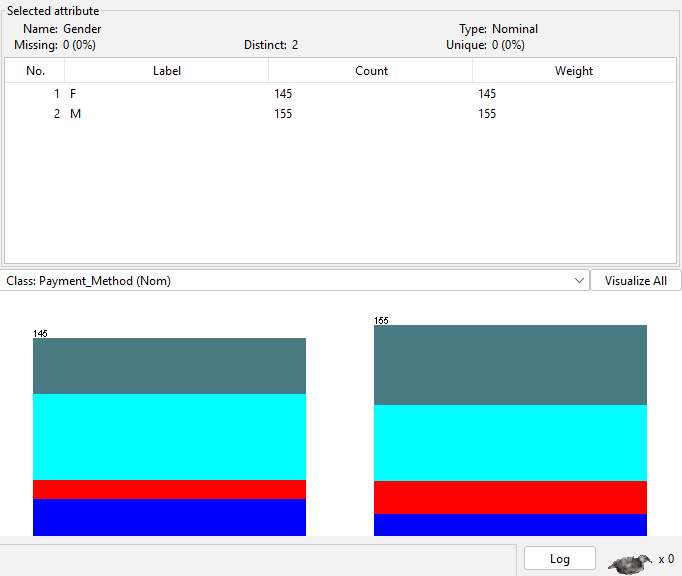 Selected attribute
Name: Gender Type: Nominal
Missing: 0 (0%) Distinct: 2 Unique: 0 (0%)
No. Label Count Weight
1 F 145 145
2 M 155 155
Class: Payment_Method (Nom) Visualize All
145
155
Log x 0